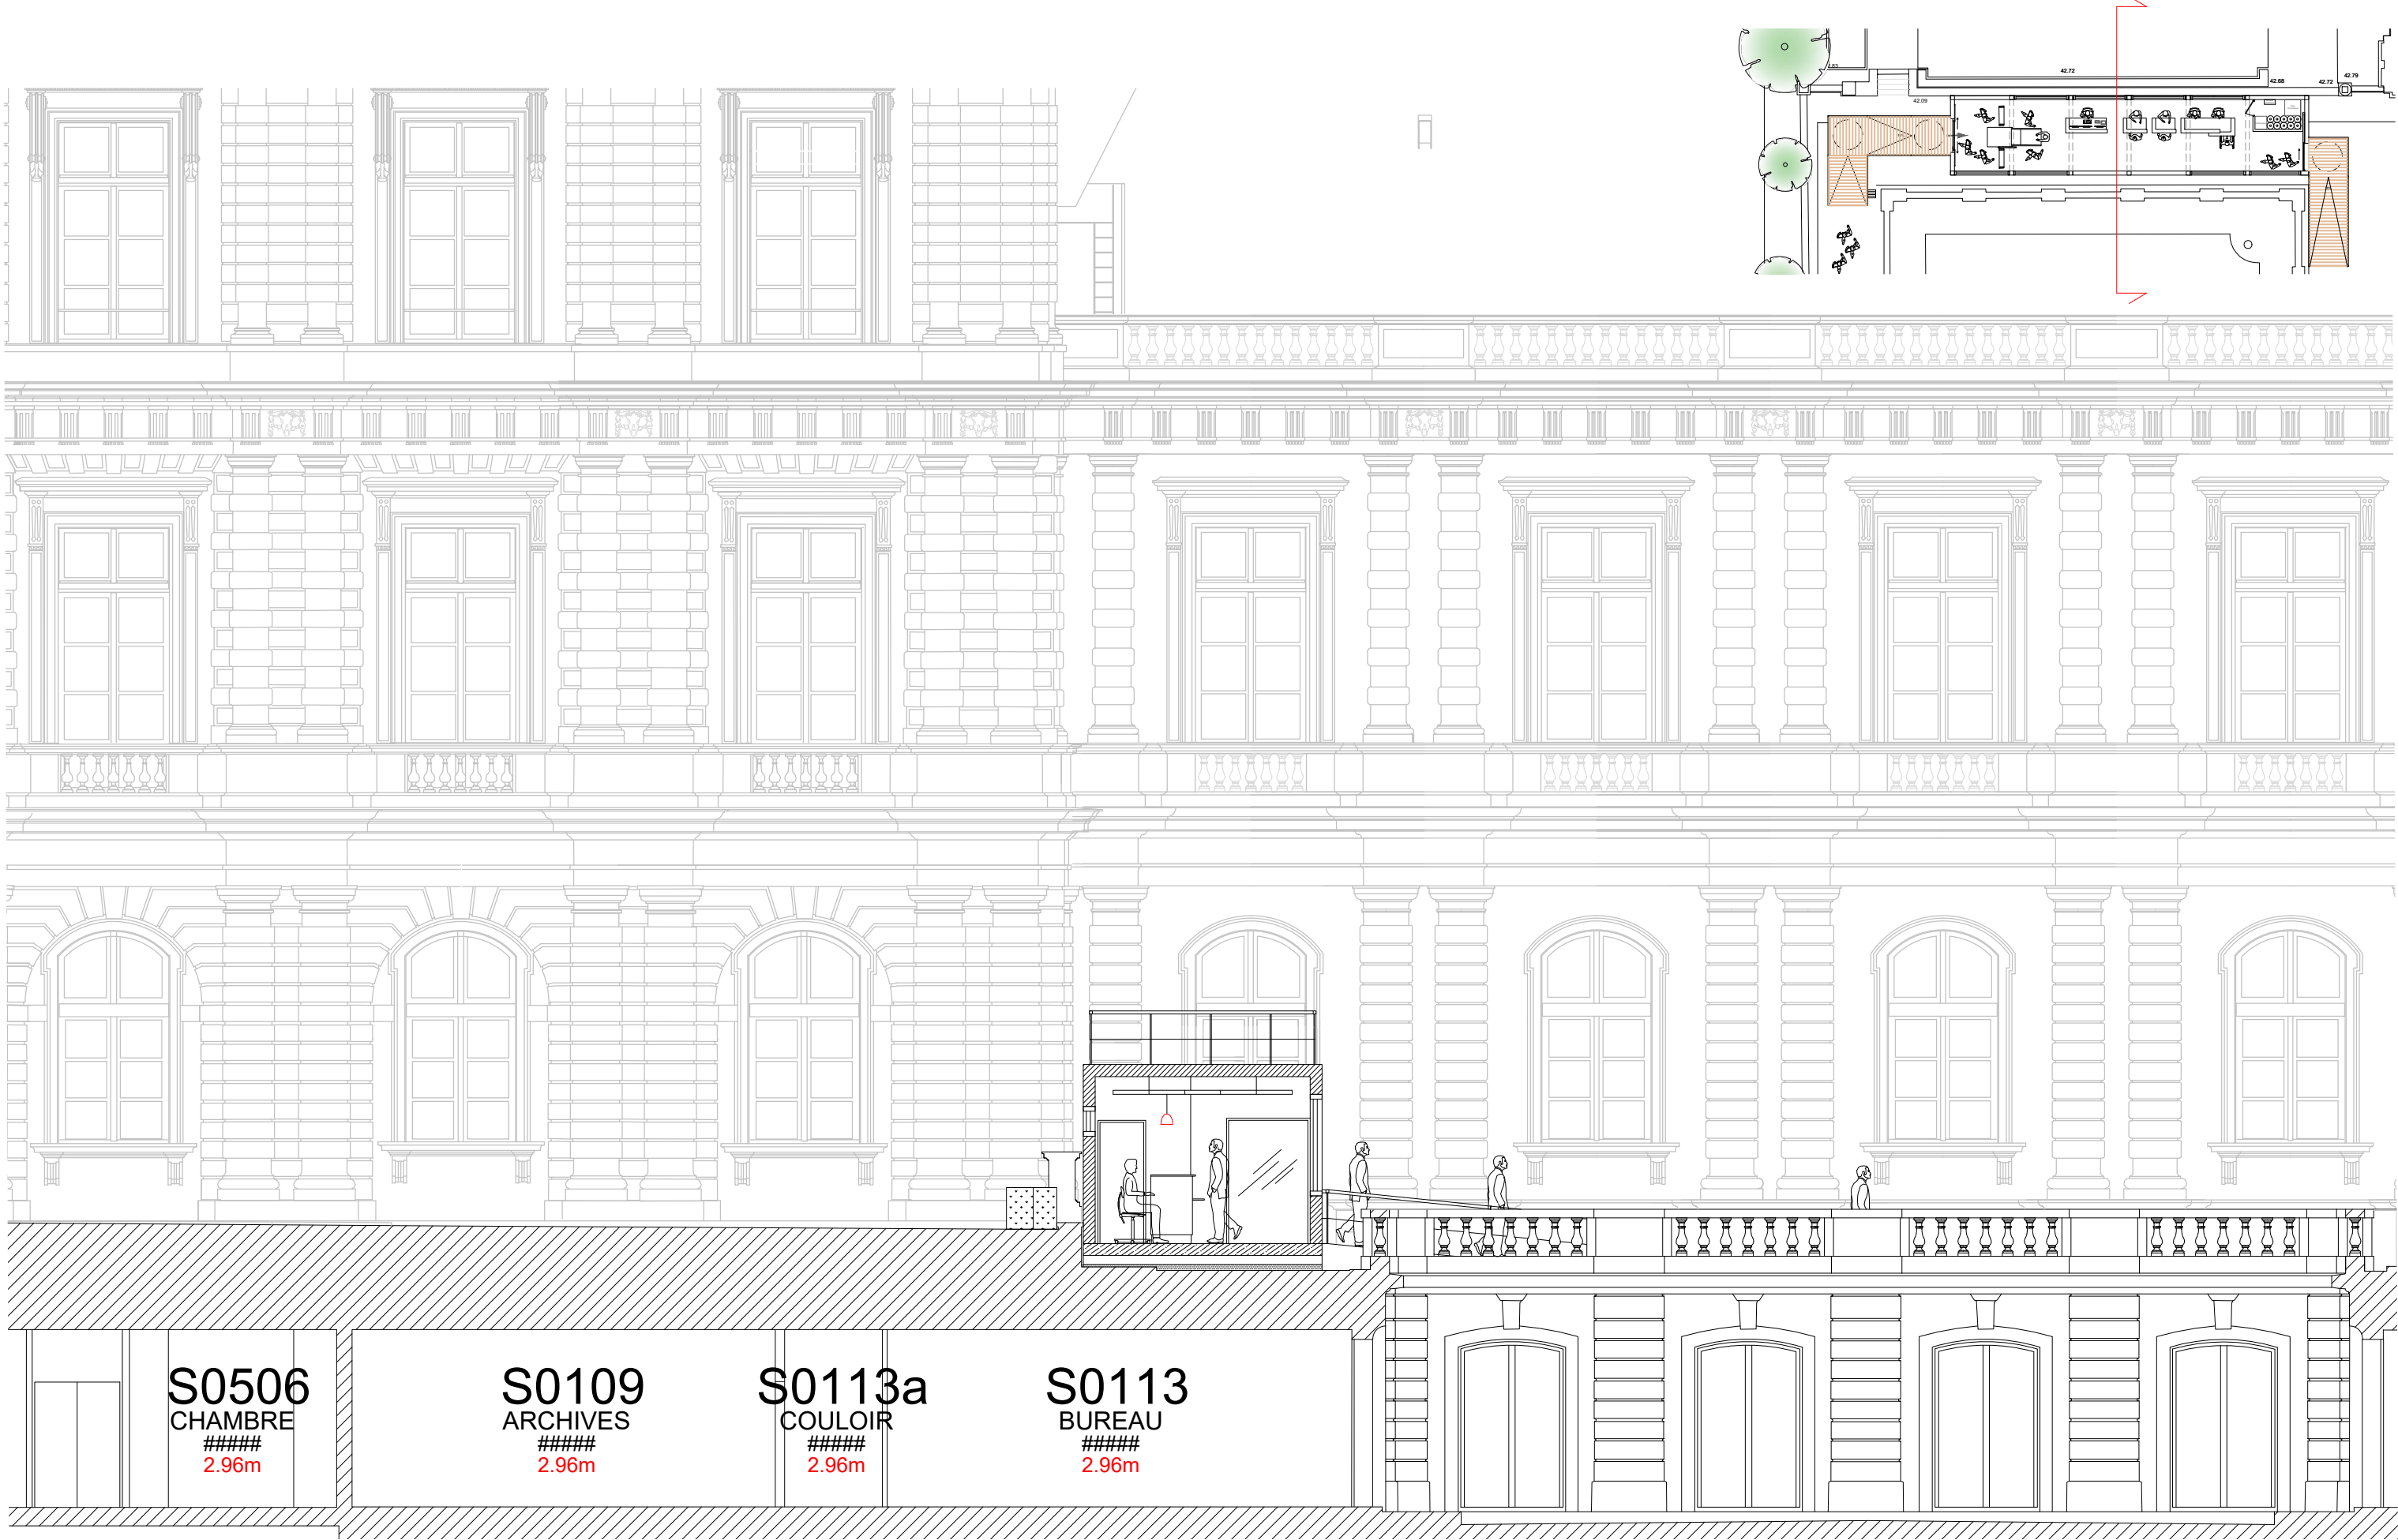 42.72
42.79
42.68
42.72
42.09
S0506
CHAMBRE
#####
2.96m
S0109
ARCHIVES
#####
2.96m
S0113a
COULOIR
#####
2.96m
S0113
BUREAU
#####
2.96m